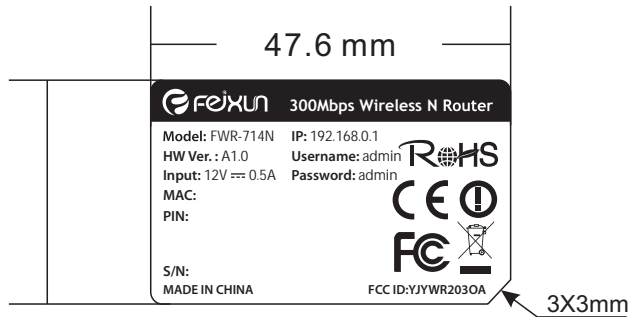 47.6 mm
FEIXUN 300Mbps Wireless N Router
Model: FWR-714N IP: 192.168.0.1
HW Ver. : A1.0 Username: admin
Input: 12V ⎓ 0.5A Password: admin
RoHS
MAC:
CE
PIN:
FC
S/N:
MADE IN CHINA FCC ID:YJYWR203OA
3X3mm